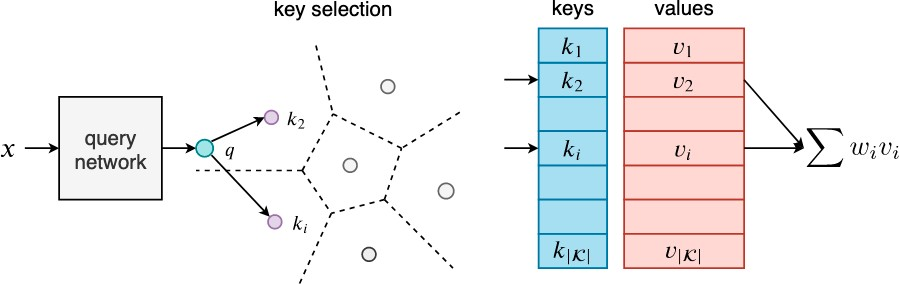 key selection
keys
values
x
query
network
q
k₂
kᵢ
k₁
k₂
kᵢ
k|𝒦|
v₁
v₂
vᵢ
v|𝒦|
∑ wᵢvᵢ